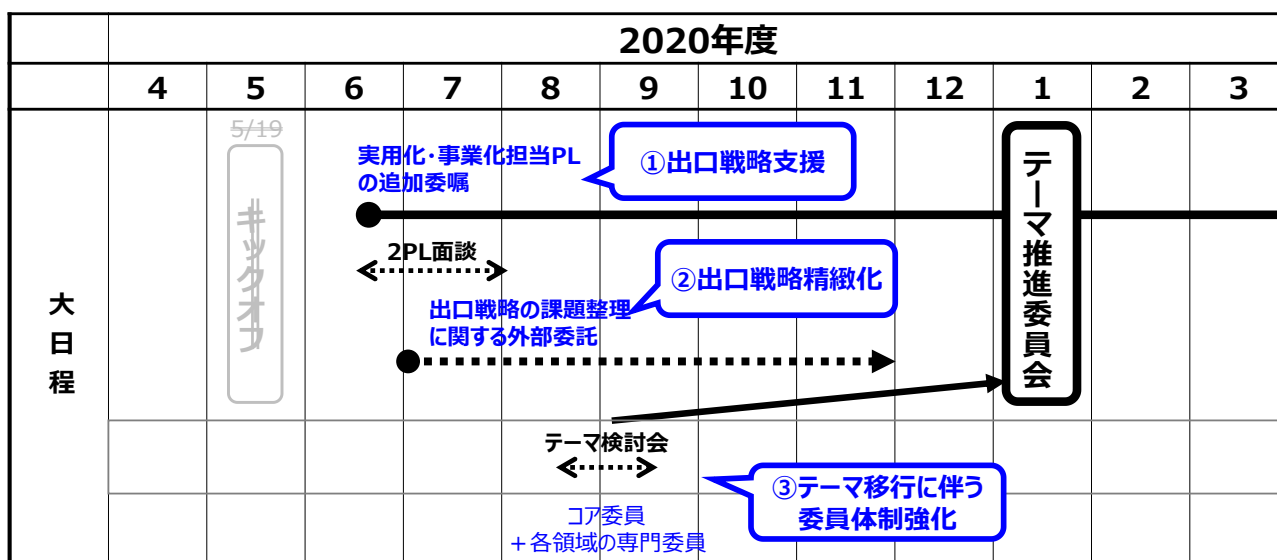 2020年度
4 5 6 7 8 9 10 11 12 1 2 3
大日程
5/19
キックオフ
実用化・事業化担当PL
の追加委嘱
①出口戦略支援
テーマ推進委員会
2PL面談
②出口戦略精緻化
出口戦略の課題整理
に関する外部委託
テーマ検討会
③テーマ移行に伴う
委員体制強化
コア委員
＋各領域の専門委員